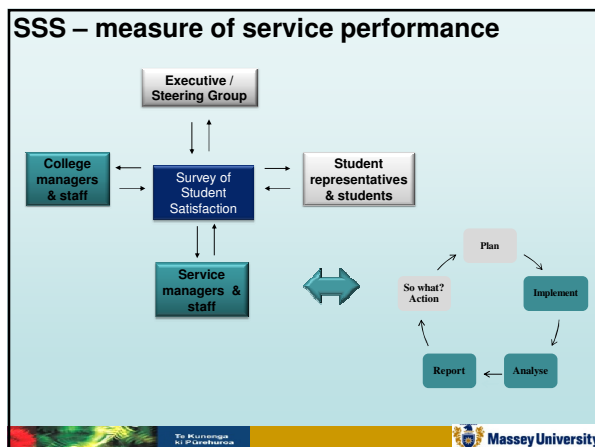 SSS – measure of service performance
Executive /
Steering Group
College
managers
& staff
Survey of
Student
Satisfaction
Student
representatives
& students
Service
managers &
staff
Plan
So what?
Action
Implement
Report
Analyse
Te Kunenga
ki Pūrehuroa
Massey University